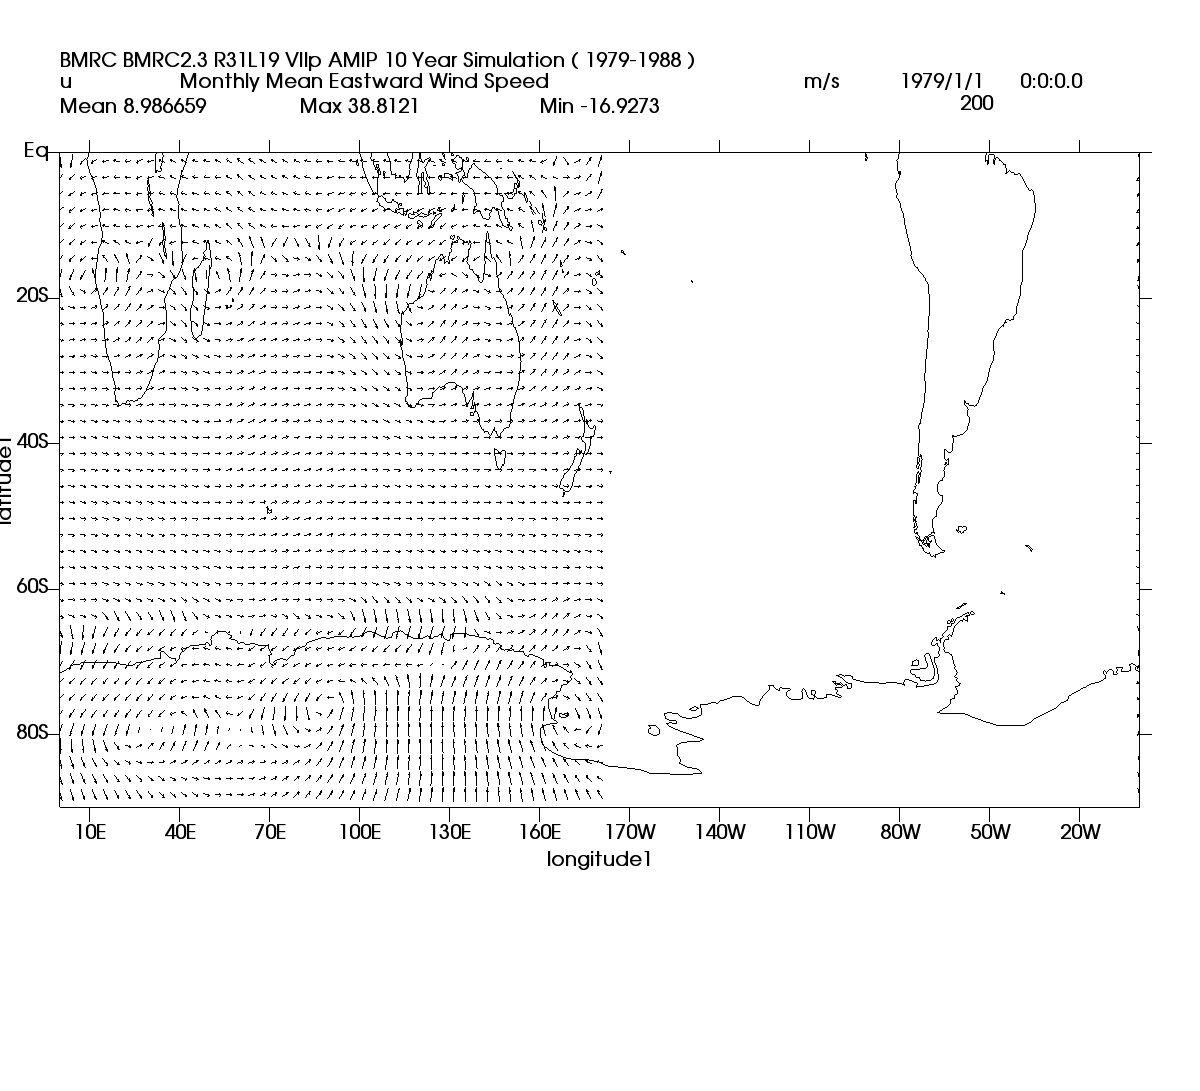 BMRC BMRC2.3 R31L19 VIIp AMIP 10 Year Simulation ( 1979-1988 )
u Monthly Mean Eastward Wind Speed m/s 1979/1/1 0:0:0.0
Mean 8.986659 Max 38.8121 Min -16.9273 200
Eq
20S
40S
60S
80S
latitude1
10E 40E 70E 100E 130E 160E 170W 140W 110W 80W 50W 20W
longitude1